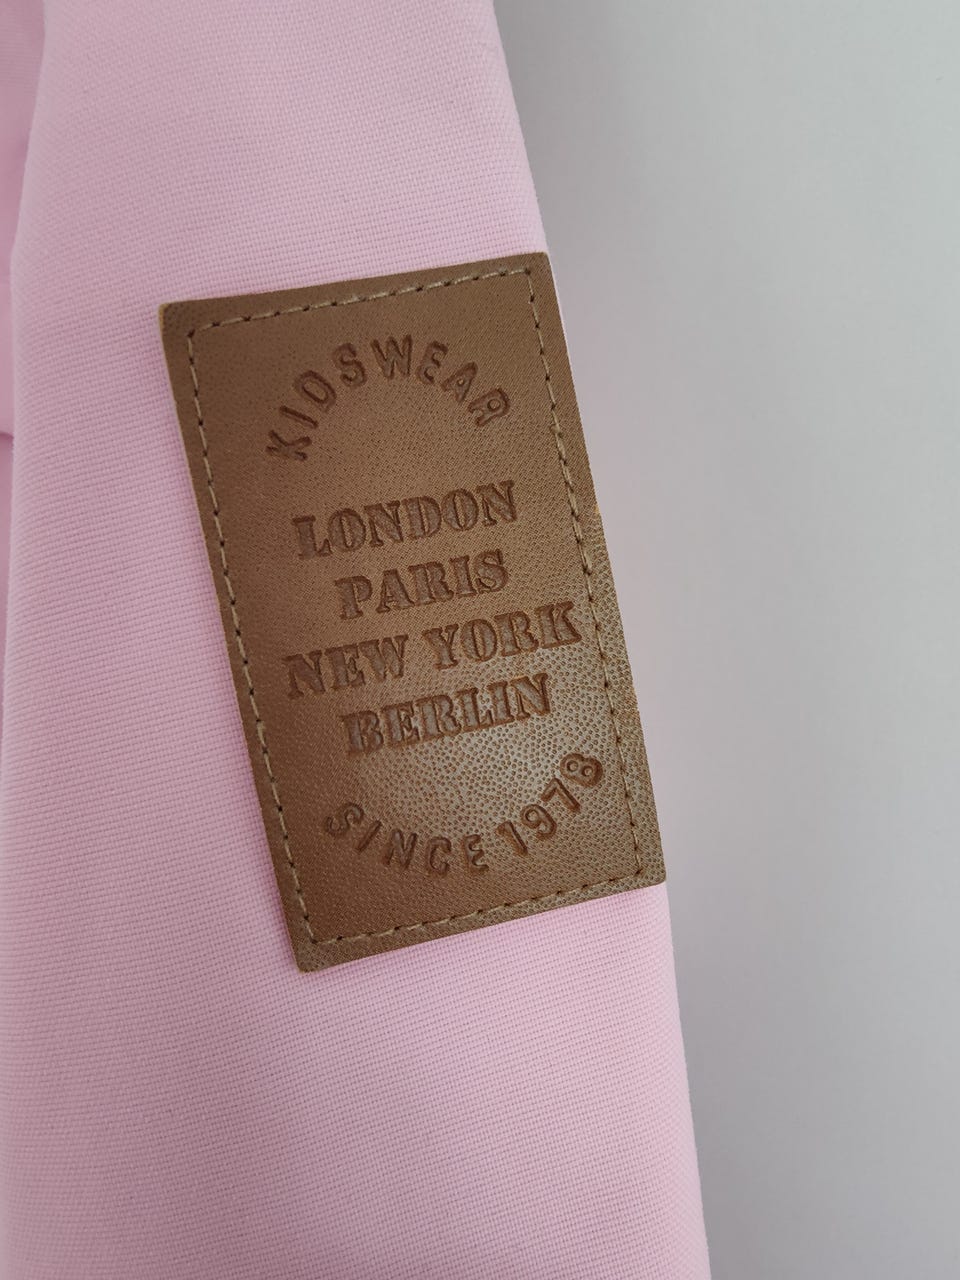 KIDSWEAR
LONDON
PARIS
NEW YORK
BERLIN
SINCE 1978